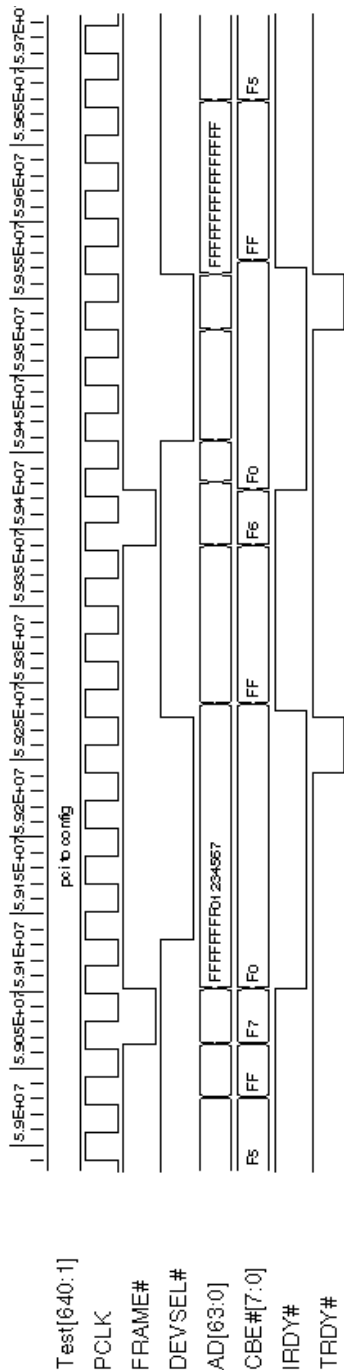 5.9E+07 5.905E+07 5.91E+07 5.915E+07 5.92E+07 5.925E+07 5.93E+07 5.935E+07 5.94E+07 5.945E+07 5.95E+07 5.955E+07 5.96E+07 5.965E+07 5.97E+0
Test[640:1] pci to config
PCLK
FRAME#
DEVSEL#
AD[63:0] FFFFFFFF01234567 FFFFFFFFFFFFFFFF
CBE#[7:0] F5 FF F7 F0 FF F6 F0 FF F5
IRDY#
TRDY#